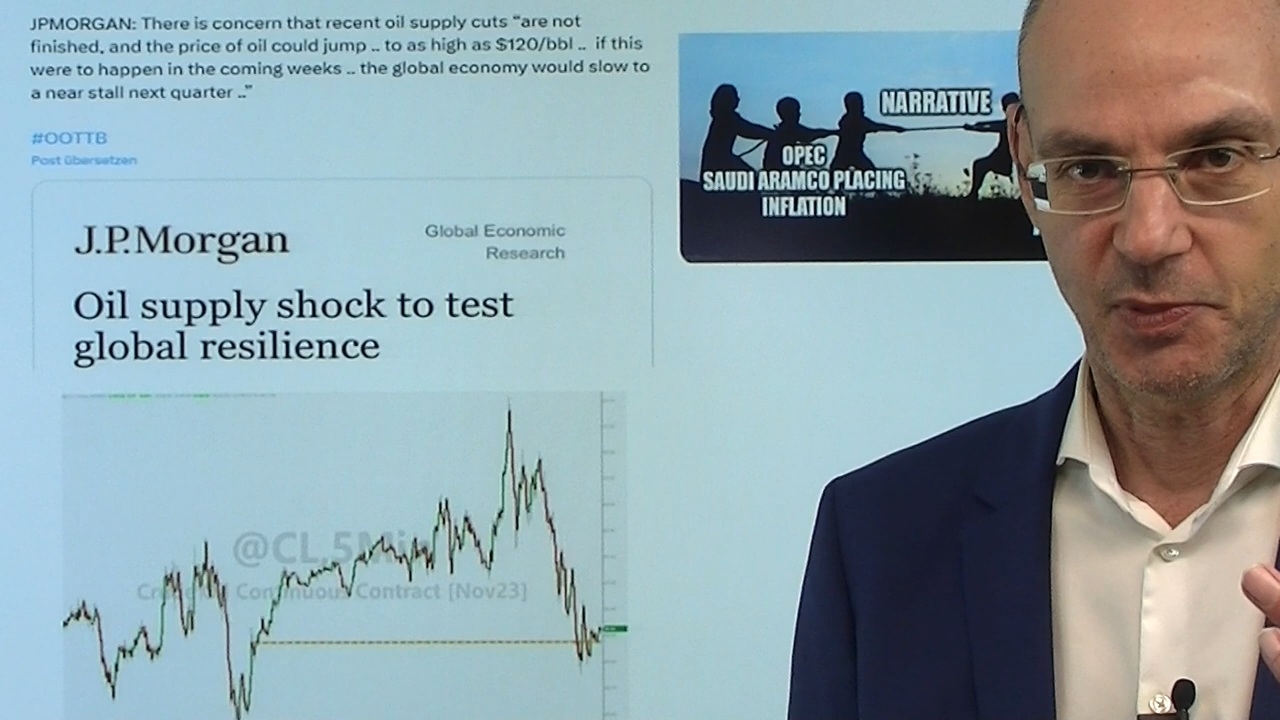 JPMORGAN: There is concern that recent oil supply cuts “are not
finished, and the price of oil could jump .. to as high as $120/bbl .. if this
were to happen in the coming weeks .. the global economy would slow to
a near stall next quarter ..”
#OOTTB
Post übersetzen
J.P.Morgan
Global Economic
Research
Oil supply shock to test
global resilience
@CL,5Min
Crude Oil Continuous Contract [Nov23]
NARRATIVE
OPEC
SAUDI ARAMCO PLACING
INFLATION